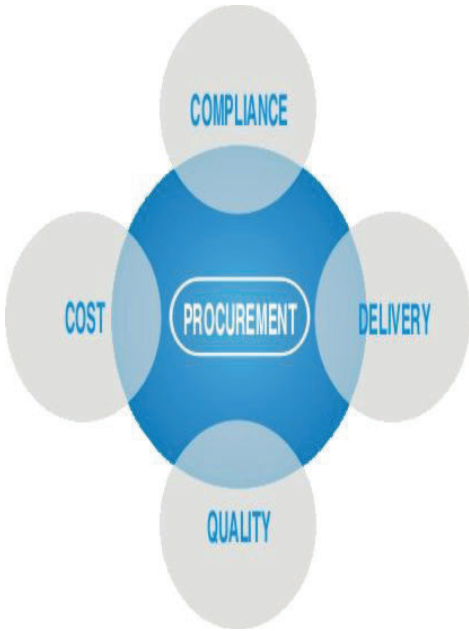 COMPLIANCE
COST
PROCUREMENT
DELIVERY
QUALITY